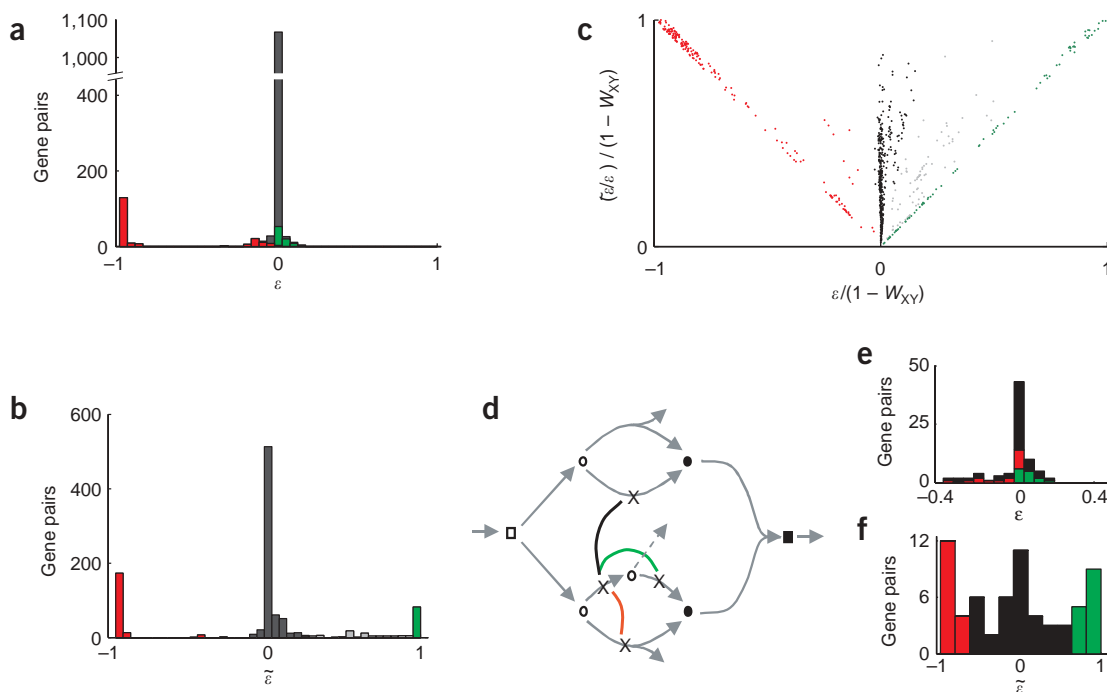 a
1,100
1,000
400
200
0
Gene pairs
−1
0
1
ε
c
1
0
(ε̃/ε) / (1 − W_XY)
−1
0
1
ε/(1 − W_XY)
b
600
400
200
0
Gene pairs
−1
0
1
ε̃
d
X
X
X
X
e
50
25
0
Gene pairs
−0.4
0
0.4
ε
f
12
6
0
Gene pairs
−1
0
1
ε̃